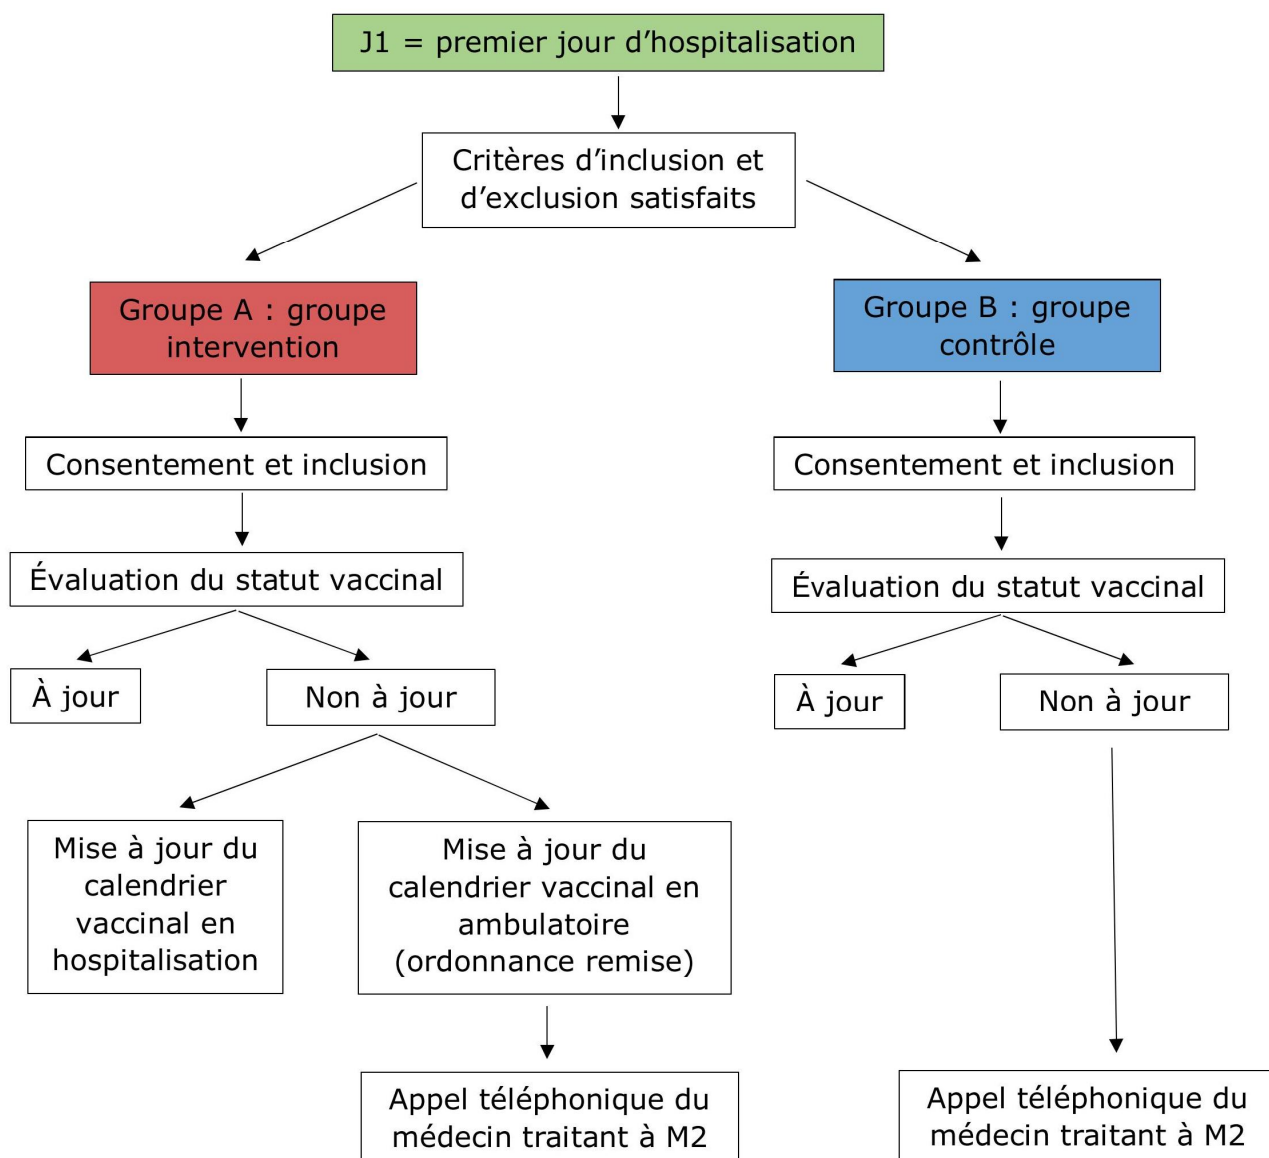 J1 = premier jour d’hospitalisation
Critères d’inclusion et
d’exclusion satisfaits
Groupe A : groupe
intervention
Groupe B : groupe
contrôle
Consentement et inclusion
Consentement et inclusion
Évaluation du statut vaccinal
Évaluation du statut vaccinal
À jour
Non à jour
À jour
Non à jour
Mise à jour du
calendrier
vaccinal en
hospitalisation
Mise à jour du
calendrier vaccinal en
ambulatoire
(ordonnance remise)
Appel téléphonique du
médecin traitant à M2
Appel téléphonique du
médecin traitant à M2